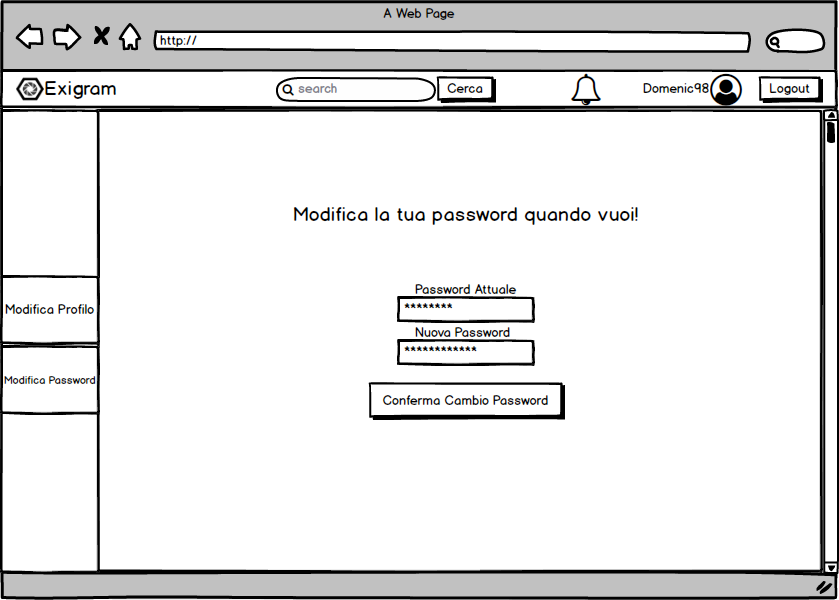 A Web Page
http://
Exigram
search
Cerca
Domenic98
Logout
Modifica la tua password quando vuoi!
Password Attuale
********
Modifica Profilo
Nuova Password
************
Modifica Password
Conferma Cambio Password